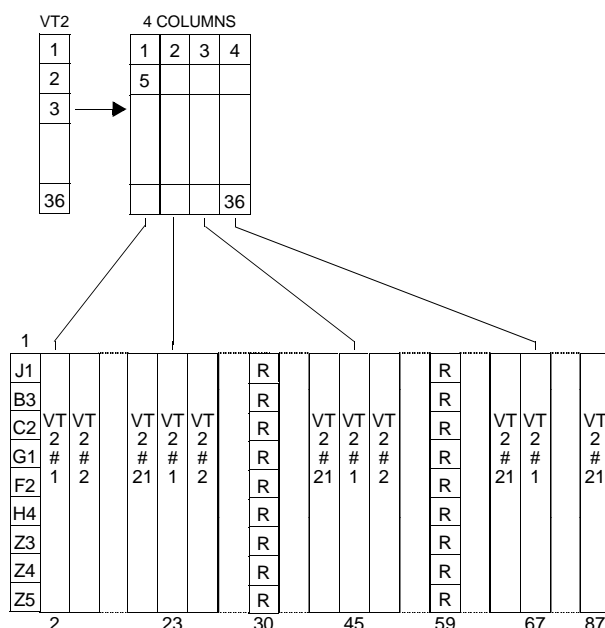 VT2
4 COLUMNS
1
2
3
36
1 2 3 4
5
36
1
J1
B3
C2
G1
F2
H4
Z3
Z4
Z5
VT 2 # 1
VT 2 # 2
VT 2 # 21
VT 2 # 1
VT 2 # 2
R
R
R
R
R
R
R
R
R
VT 2 # 21
VT 2 # 1
VT 2 # 2
R
R
R
R
R
R
R
R
R
VT 2 # 21
VT 2 # 1
VT 2 # 21
2 23 30 45 59 67 87